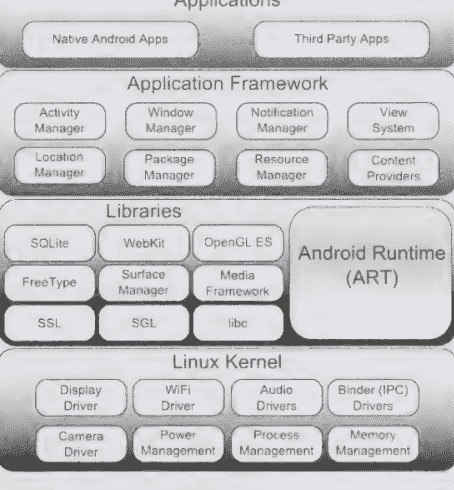 Applications
Native Android Apps
Third Party Apps
Application Framework
Activity
Manager
Window
Manager
Notification
Manager
View
System
Location
Manager
Package
Manager
Resource
Manager
Content
Providers
Libraries
SQLite
WebKit
OpenGL ES
FreeType
Surface
Manager
Media
Framework
SSL
SGL
libc
Android Runtime
(ART)
Linux Kernel
Display
Driver
WiFi
Driver
Audio
Drivers
Binder (IPC)
Drivers
Camera
Driver
Power
Management
Process
Management
Memory
Management